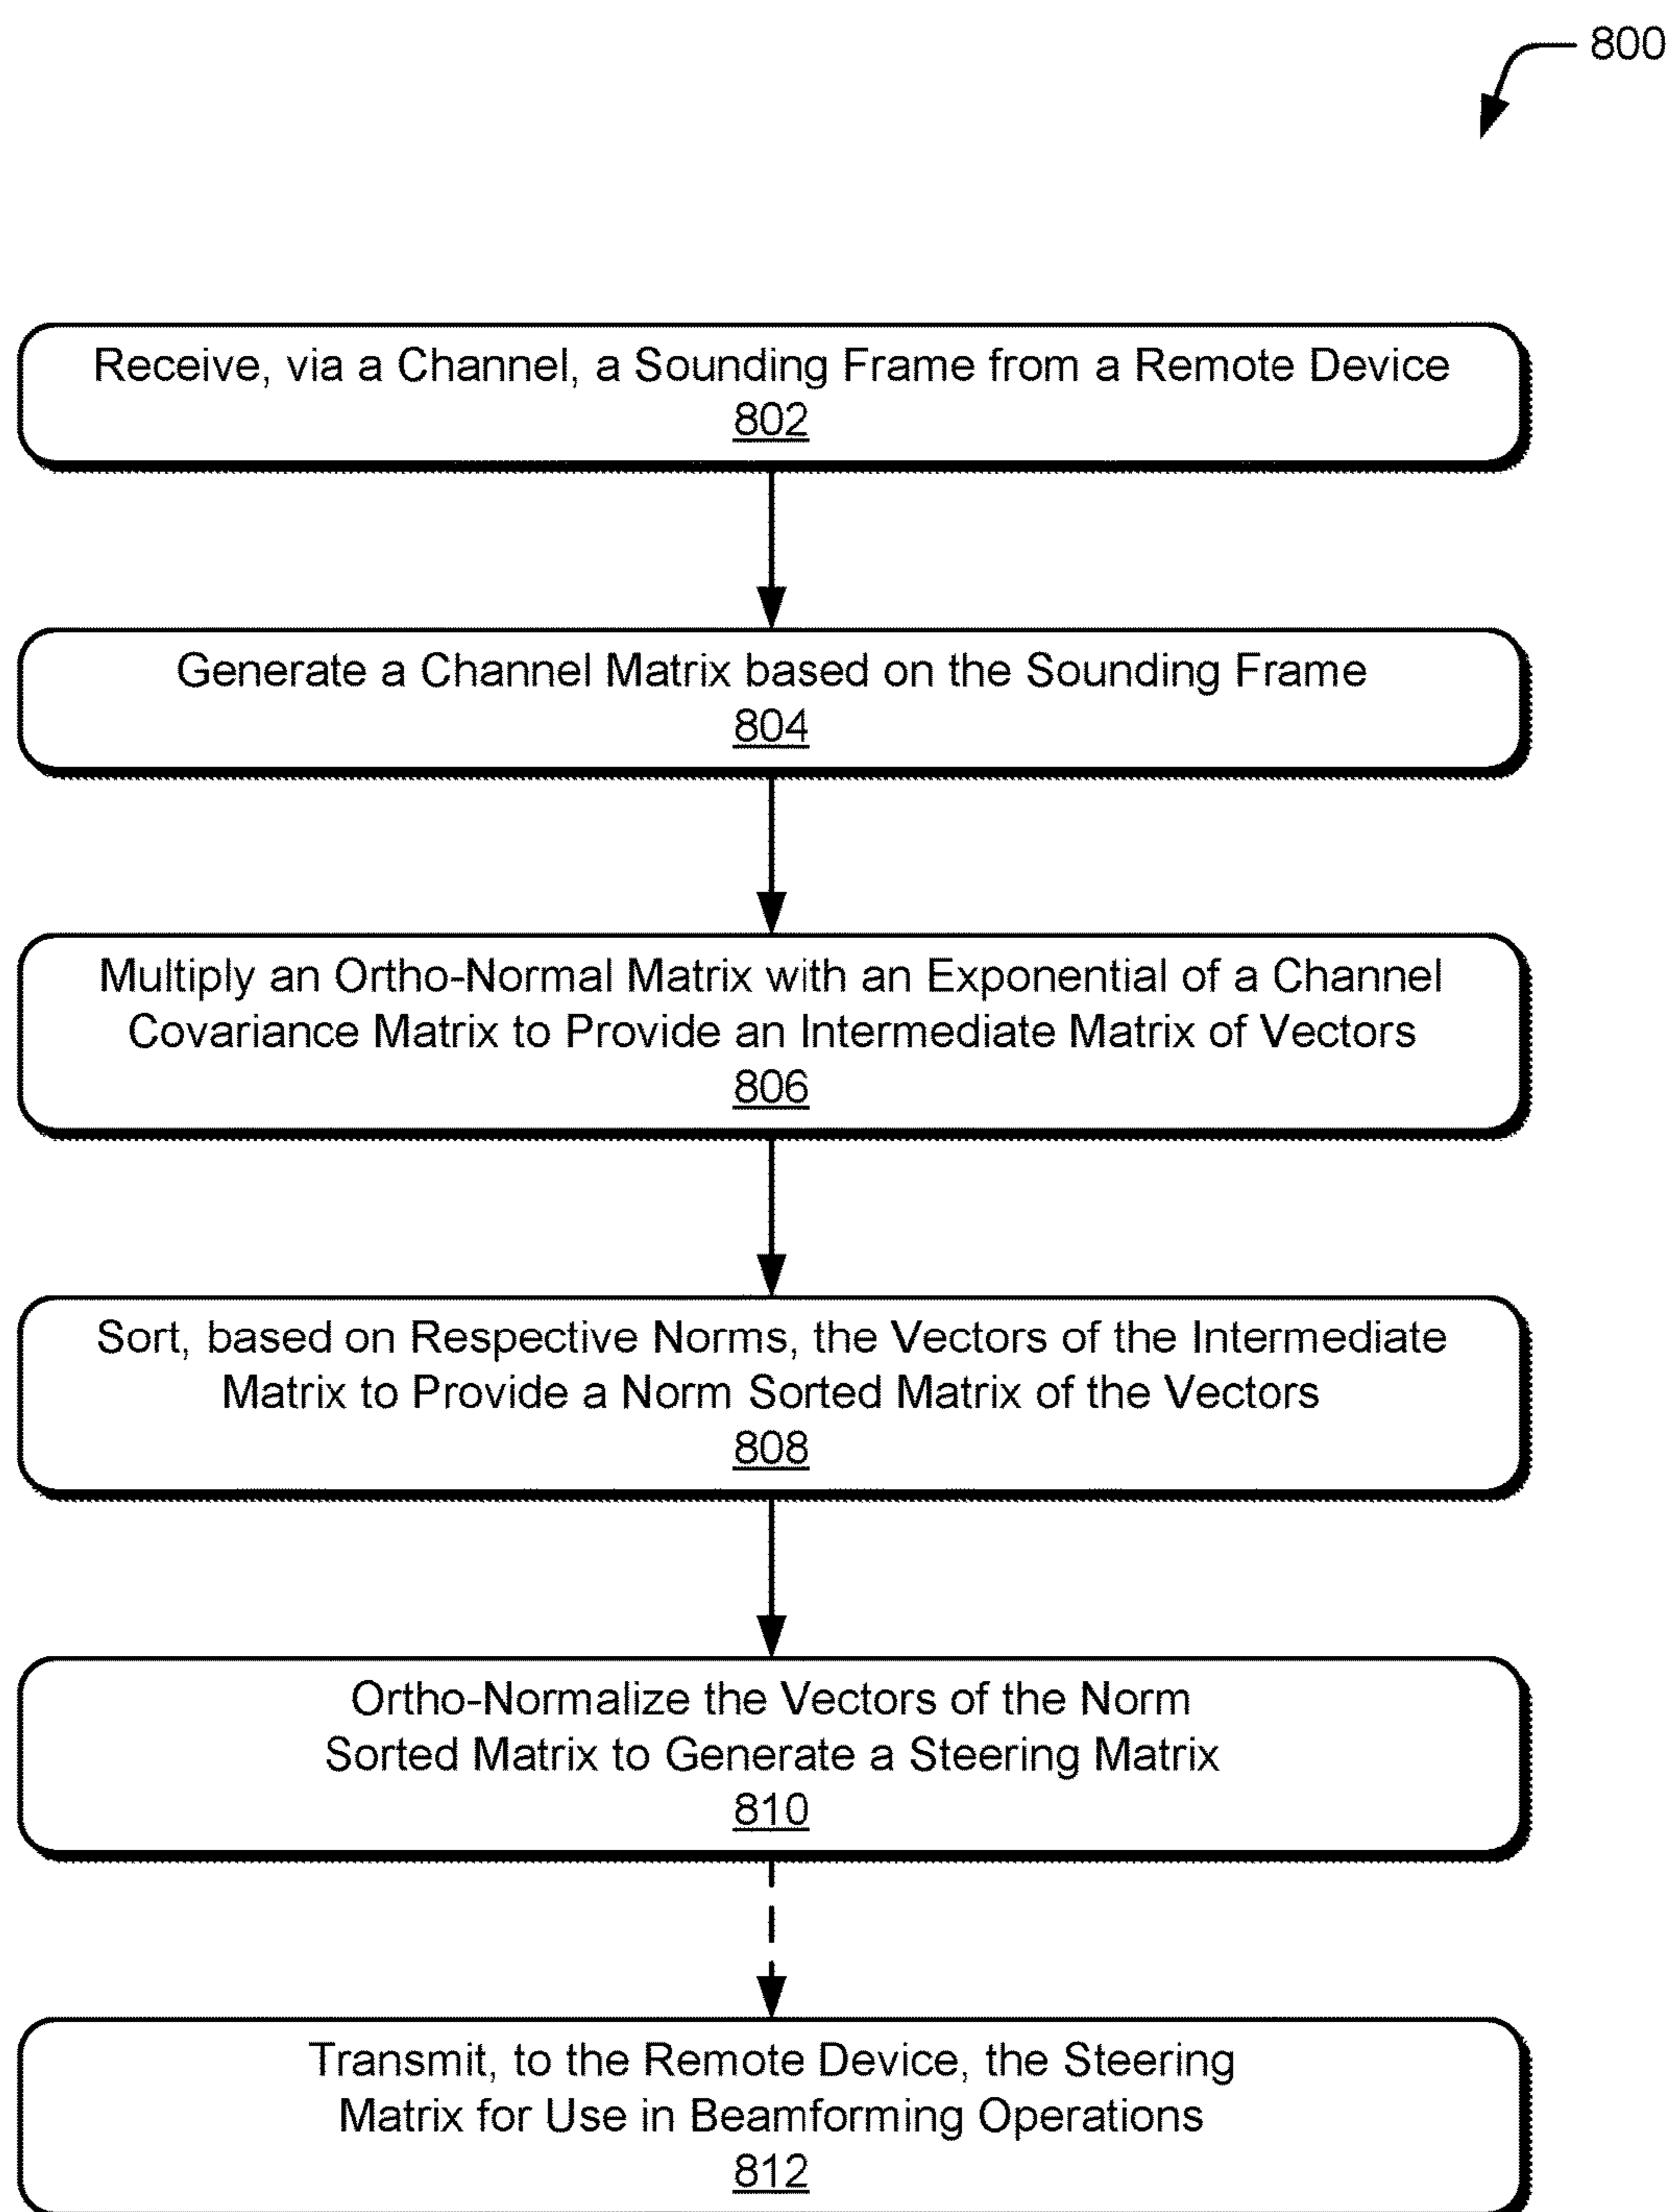 800
Receive, via a Channel, a Sounding Frame from a Remote Device
802
Generate a Channel Matrix based on the Sounding Frame
804
Multiply an Ortho-Normal Matrix with an Exponential of a Channel
Covariance Matrix to Provide an Intermediate Matrix of Vectors
806
Sort, based on Respective Norms, the Vectors of the Intermediate
Matrix to Provide a Norm Sorted Matrix of the Vectors
808
Ortho-Normalize the Vectors of the Norm
Sorted Matrix to Generate a Steering Matrix
810
Transmit, to the Remote Device, the Steering
Matrix for Use in Beamforming Operations
812